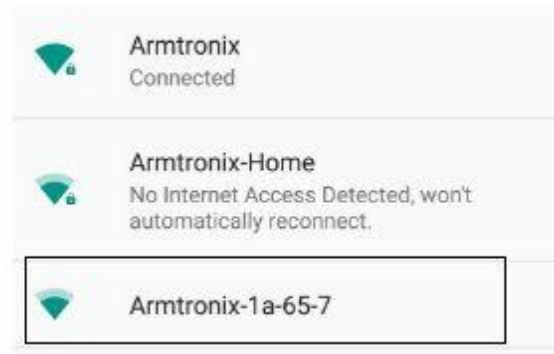 Armtronix
Connected
Armtronix-Home
No Internet Access Detected, won't
automatically reconnect.
Armtronix-1a-65-7